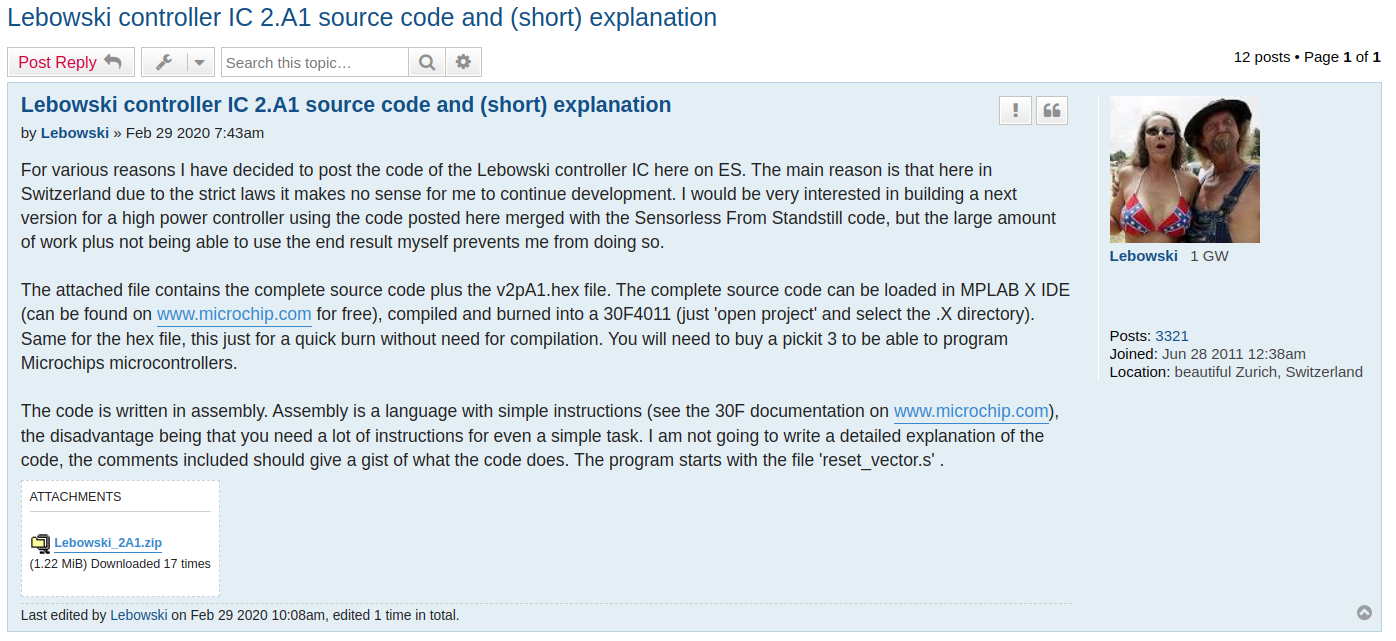 Lebowski controller IC 2.A1 source code and (short) explanation
Post Reply
Search this topic…
12 posts • Page 1 of 1
Lebowski controller IC 2.A1 source code and (short) explanation
by Lebowski » Feb 29 2020 7:43am
For various reasons I have decided to post the code of the Lebowski controller IC here on ES. The main reason is that here in
Switzerland due to the strict laws it makes no sense for me to continue development. I would be very interested in building a next
version for a high power controller using the code posted here merged with the Sensorless From Standstill code, but the large amount
of work plus not being able to use the end result myself prevents me from doing so.
The attached file contains the complete source code plus the v2pA1.hex file. The complete source code can be loaded in MPLAB X IDE
(can be found on www.microchip.com for free), compiled and burned into a 30F4011 (just 'open project' and select the .X directory).
Same for the hex file, this just for a quick burn without need for compilation. You will need to buy a pickit 3 to be able to program
Microchips microcontrollers.
The code is written in assembly. Assembly is a language with simple instructions (see the 30F documentation on www.microchip.com),
the disadvantage being that you need a lot of instructions for even a simple task. I am not going to write a detailed explanation of the
code, the comments included should give a gist of what the code does. The program starts with the file 'reset_vector.s' .
ATTACHMENTS
Lebowski_2A1.zip
(1.22 MiB) Downloaded 17 times
Last edited by Lebowski on Feb 29 2020 10:08am, edited 1 time in total.
Lebowski 1 GW
Posts: 3321
Joined: Jun 28 2011 12:38am
Location: beautiful Zurich, Switzerland